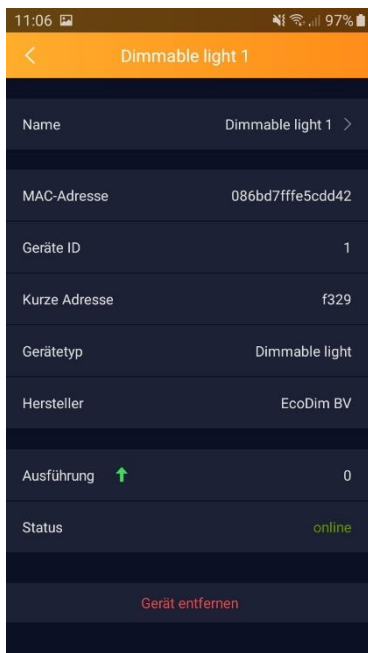 11:06 97%
Dimmable light 1
Name Dimmable light 1
MAC-Adresse 086bd7fffe5cdd42
Geräte ID 1
Kurze Adresse f329
Gerätetyp Dimmable light
Hersteller EcoDim BV
Ausführung 0
Status online
Gerät entfernen